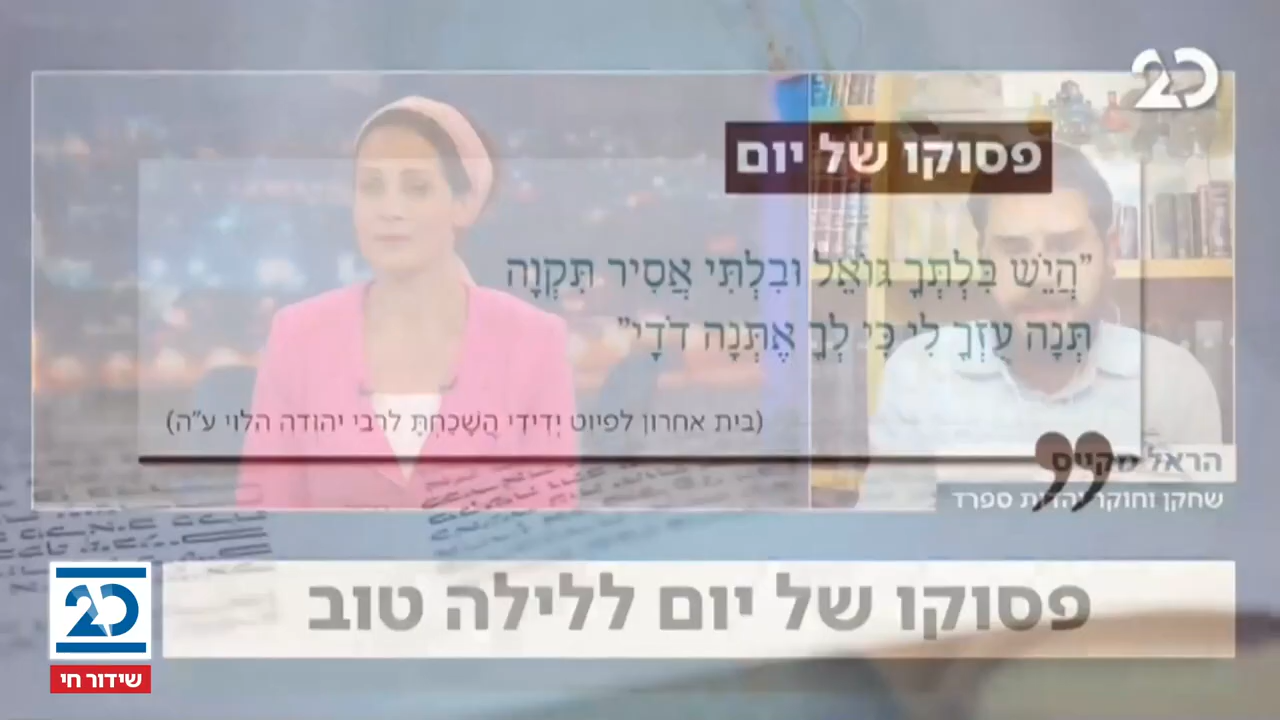 20
פסוקו של יום
"הֲיֵשׁ בִּלְתְּךָ גּוֹאֵל וּבִלְתִּי אֲסִיר תִּקְוָה
תְּנָה עֻזְּךָ לִי כִּי לְךָ אֶתְּנָה דֹּדָי"
(בית אחרון לפיוט יְדִידִי הֲשָׁכַחְתָּ לרבי יהודה הלוי ע"ה)
הראל
שחקן וחוקר יהדות ספרד
פסוקו של יום ללילה טוב
20
שידור חי